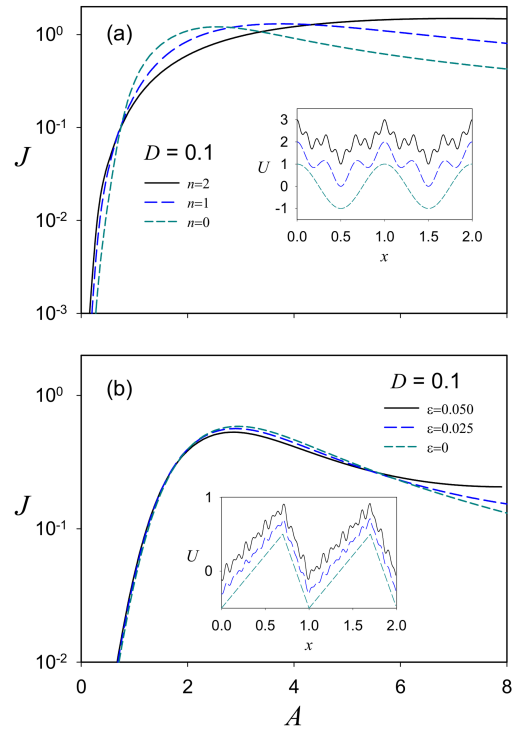 (a)
10⁰
10⁻¹
10⁻²
10⁻³
J
D = 0.1
n=2
n=1
n=0
U
3
2
1
0
-1
0.0 0.5 1.0 1.5 2.0
x
(b)
10⁰
10⁻¹
10⁻²
J
D = 0.1
ε=0.050
ε=0.025
ε=0
U
1
0
0.0 0.5 1.0 1.5 2.0
x
0 2 4 6 8
A